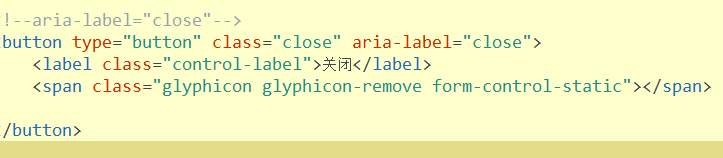 !--aria-label="close"-->
button type="button" class="close" aria-label="close">
<label class="control-label">关闭</label>
<span class="glyphicon glyphicon-remove form-control-static"></span>
/button>